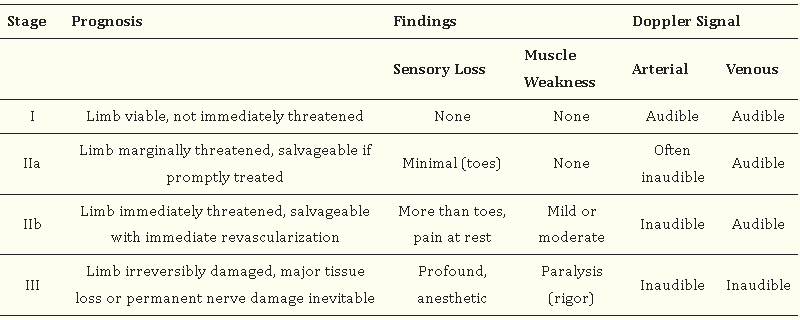 Stage Prognosis Findings Doppler Signal
Sensory Loss Muscle Weakness Arterial Venous
I Limb viable, not immediately threatened None None Audible Audible
IIa Limb marginally threatened, salvageable if promptly treated Minimal (toes) None Often inaudible Audible
IIb Limb immediately threatened, salvageable with immediate revascularization More than toes, pain at rest Mild or moderate Inaudible Audible
III Limb irreversibly damaged, major tissue loss or permanent nerve damage inevitable Profound, anesthetic Paralysis (rigor) Inaudible Inaudible